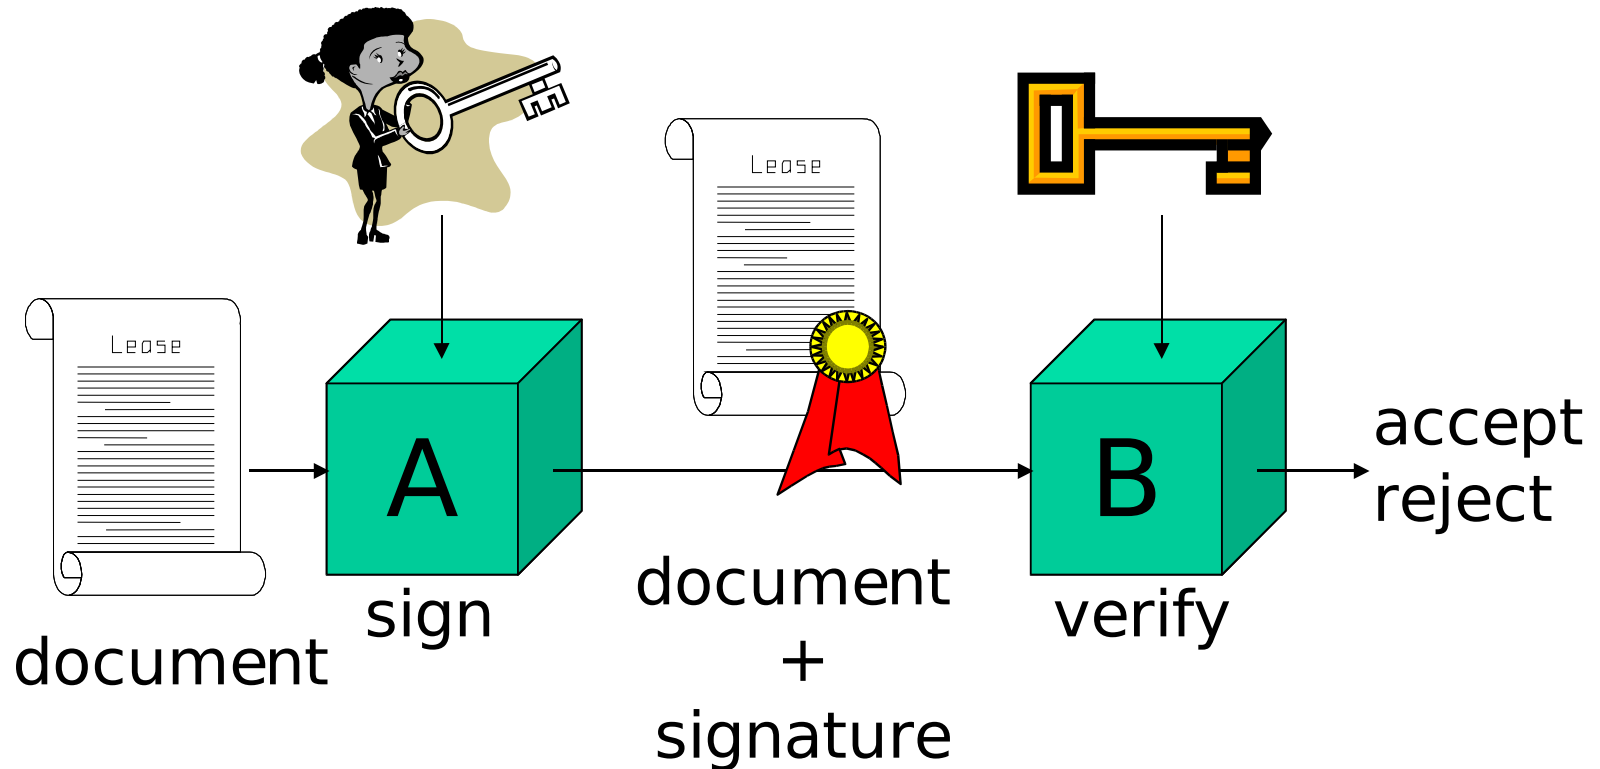 Lease
document
A
sign
Lease
document
+
signature
B
verify
accept
reject